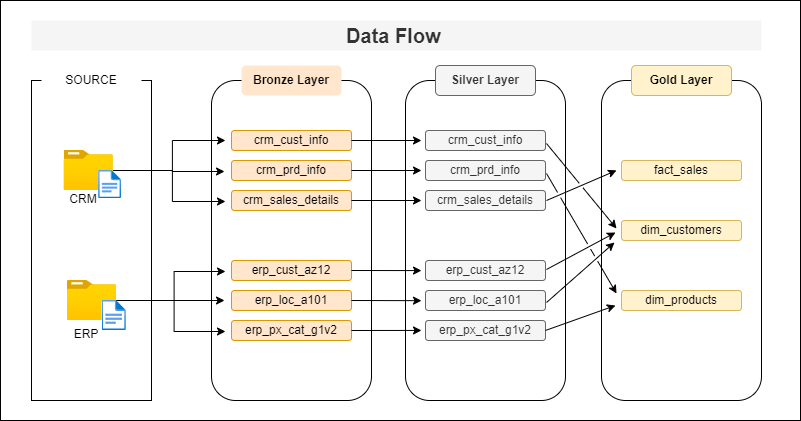 Data Flow
SOURCE
CRM
ERP
Bronze Layer
crm_cust_info
crm_prd_info
crm_sales_details
erp_cust_az12
erp_loc_a101
erp_px_cat_g1v2
Silver Layer
crm_cust_info
crm_prd_info
crm_sales_details
erp_cust_az12
erp_loc_a101
erp_px_cat_g1v2
Gold Layer
fact_sales
dim_customers
dim_products